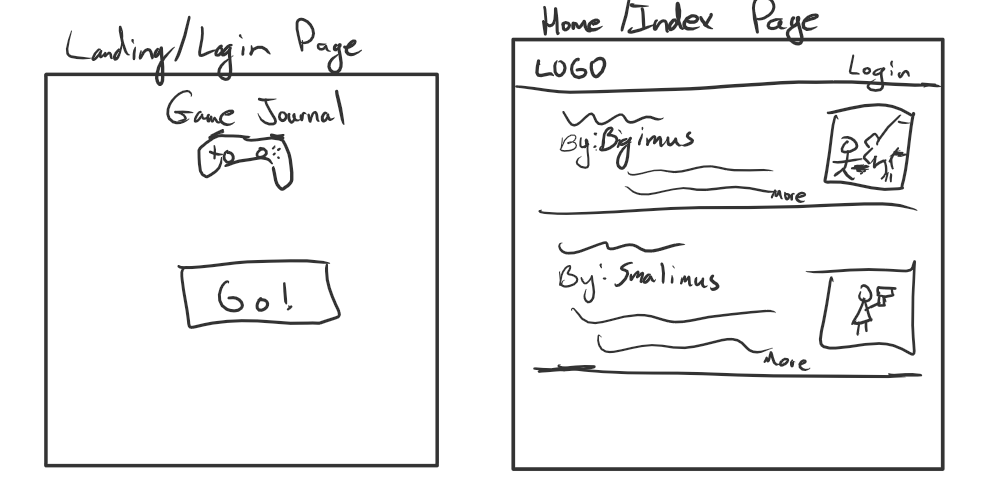 Landing/Login Page
Game Journal
Go!
Home/Index Page
LOGO
Login
By: Bigimus
More
By: Smalimus
More